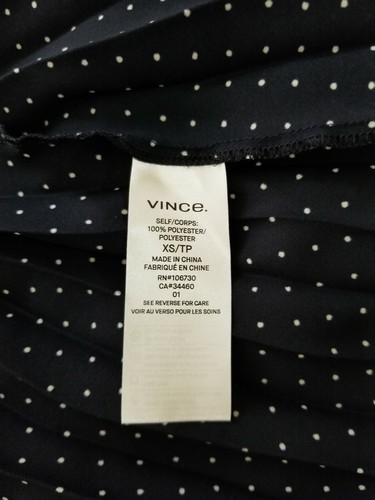 VINCE.
SELF/CORPS:
100% POLYESTER/
POLYESTER
XS/TP
MADE IN CHINA
FABRIQUÉ EN CHINE
RN#106730
CA#34460
01
SEE REVERSE FOR CARE
VOIR AU VERSO POUR LES SOINS